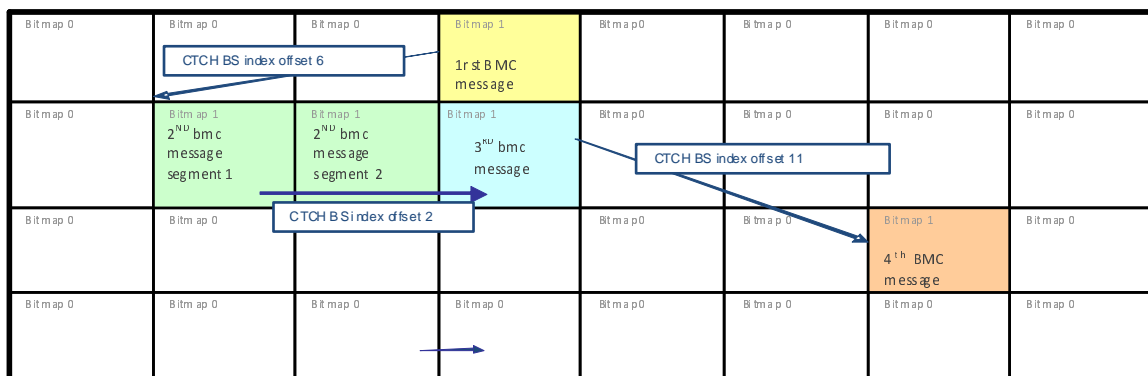 Bitmap 0
Bitmap 0
Bitmap 0
Bitmap 1
Bitmap 0
Bitmap 0
Bitmap 0
Bitmap 0
CTCH BS index offset 6
1rst BMC
message
Bitmap 0
Bitmap 1
Bitmap 1
Bitmap 1
Bitmap 0
Bitmap 0
Bitmap 0
Bitmap 0
2ND bmc
message
segment 1
2ND bmc
message
segment 2
3RD bmc
message
CTCH BS index offset 11
CTCH BS index offset 2
Bitmap 0
Bitmap 0
Bitmap 0
Bitmap 0
Bitmap 0
Bitmap 0
Bitmap 1
Bitmap 0
4th BMC
message
Bitmap 0
Bitmap 0
Bitmap 0
Bitmap 0
Bitmap 0
Bitmap 0
Bitmap 0
Bitmap 0